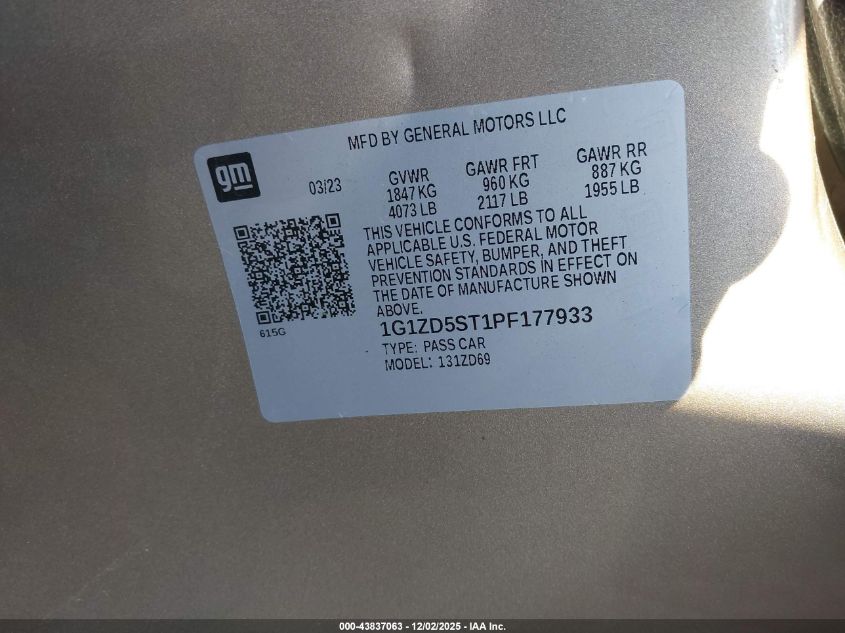 MFD BY GENERAL MOTORS LLC
gm
03/23
GVWR
1847 KG
4073 LB
GAWR FRT
960 KG
2117 LB
GAWR RR
887 KG
1955 LB
THIS VEHICLE CONFORMS TO ALL
APPLICABLE U.S. FEDERAL MOTOR
VEHICLE SAFETY, BUMPER, AND THEFT
PREVENTION STANDARDS IN EFFECT ON
THE DATE OF MANUFACTURE SHOWN
ABOVE.
615G
1G1ZD5ST1PF177933
TYPE: PASS CAR
MODEL: 131ZD69
000-43837063 - 12/02/2025 - IAA Inc.